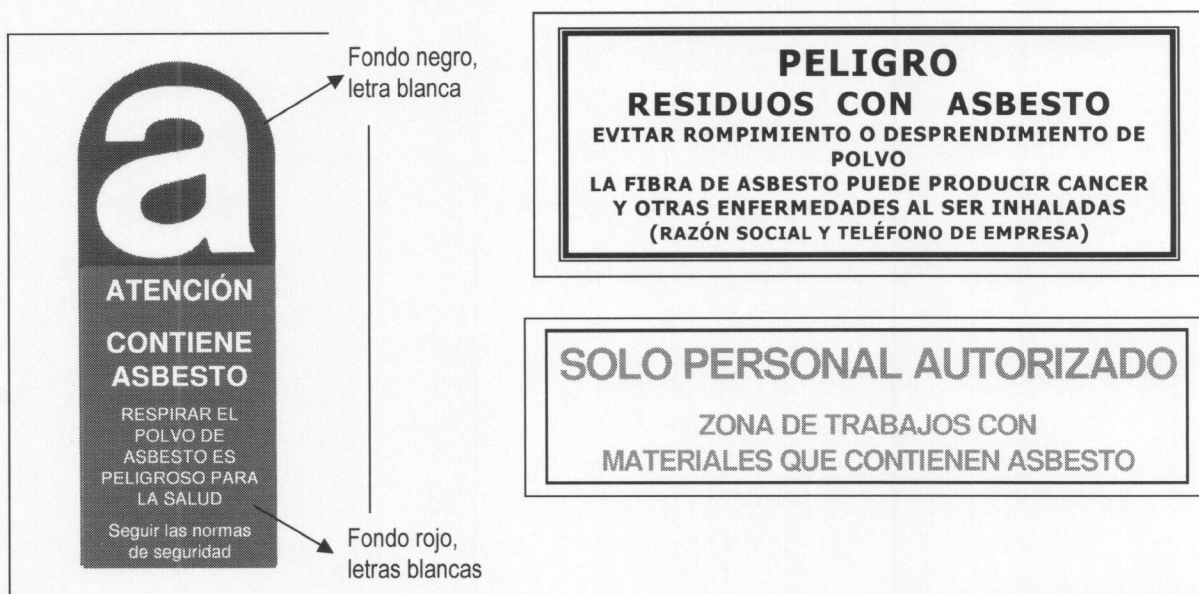 Fondo negro,
letra blanca
a
ATENCIÓN
CONTIENE
ASBESTO
RESPIRAR EL
POLVO DE
ASBESTO ES
PELIGROSO PARA
LA SALUD
Seguir las normas
de seguridad
Fondo rojo,
letras blancas
PELIGRO
RESIDUOS CON ASBESTO
EVITAR ROMPIMIENTO O DESPRENDIMIENTO DE
POLVO
LA FIBRA DE ASBESTO PUEDE PRODUCIR CANCER
Y OTRAS ENFERMEDADES AL SER INHALADAS
(RAZÓN SOCIAL Y TELÉFONO DE EMPRESA)
SOLO PERSONAL AUTORIZADO
ZONA DE TRABAJOS CON
MATERIALES QUE CONTIENEN ASBESTO